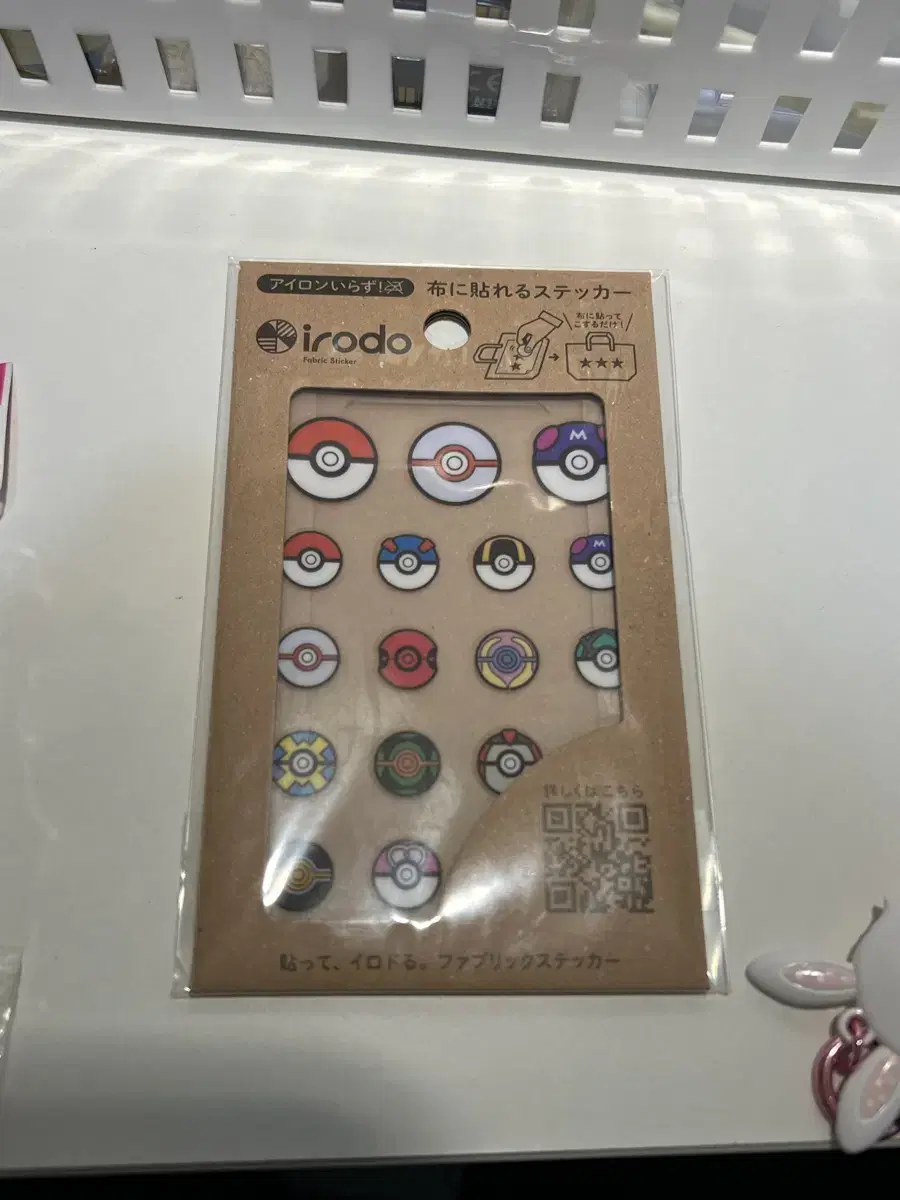 アイロンいらず!
布に貼れるステッカー
irodo
Fabric Sticker
布に貼って
こするだけ!
M
M
詳しくはこちら
貼って、イロドる。ファブリックステッカー